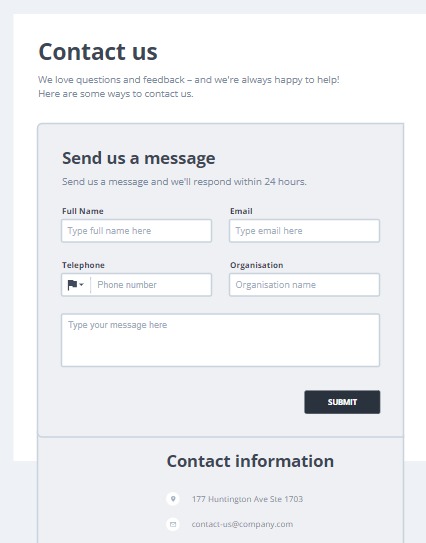 Contact us
We love questions and feedback – and we're always happy to help!
Here are some ways to contact us.
Send us a message
Send us a message and we'll respond within 24 hours.
Full Name
Email
Type full name here
Type email here
Telephone
Organisation
Phone number
Organisation name
Type your message here
SUBMIT
Contact information
177 Huntington Ave Ste 1703
contact-us@company.com